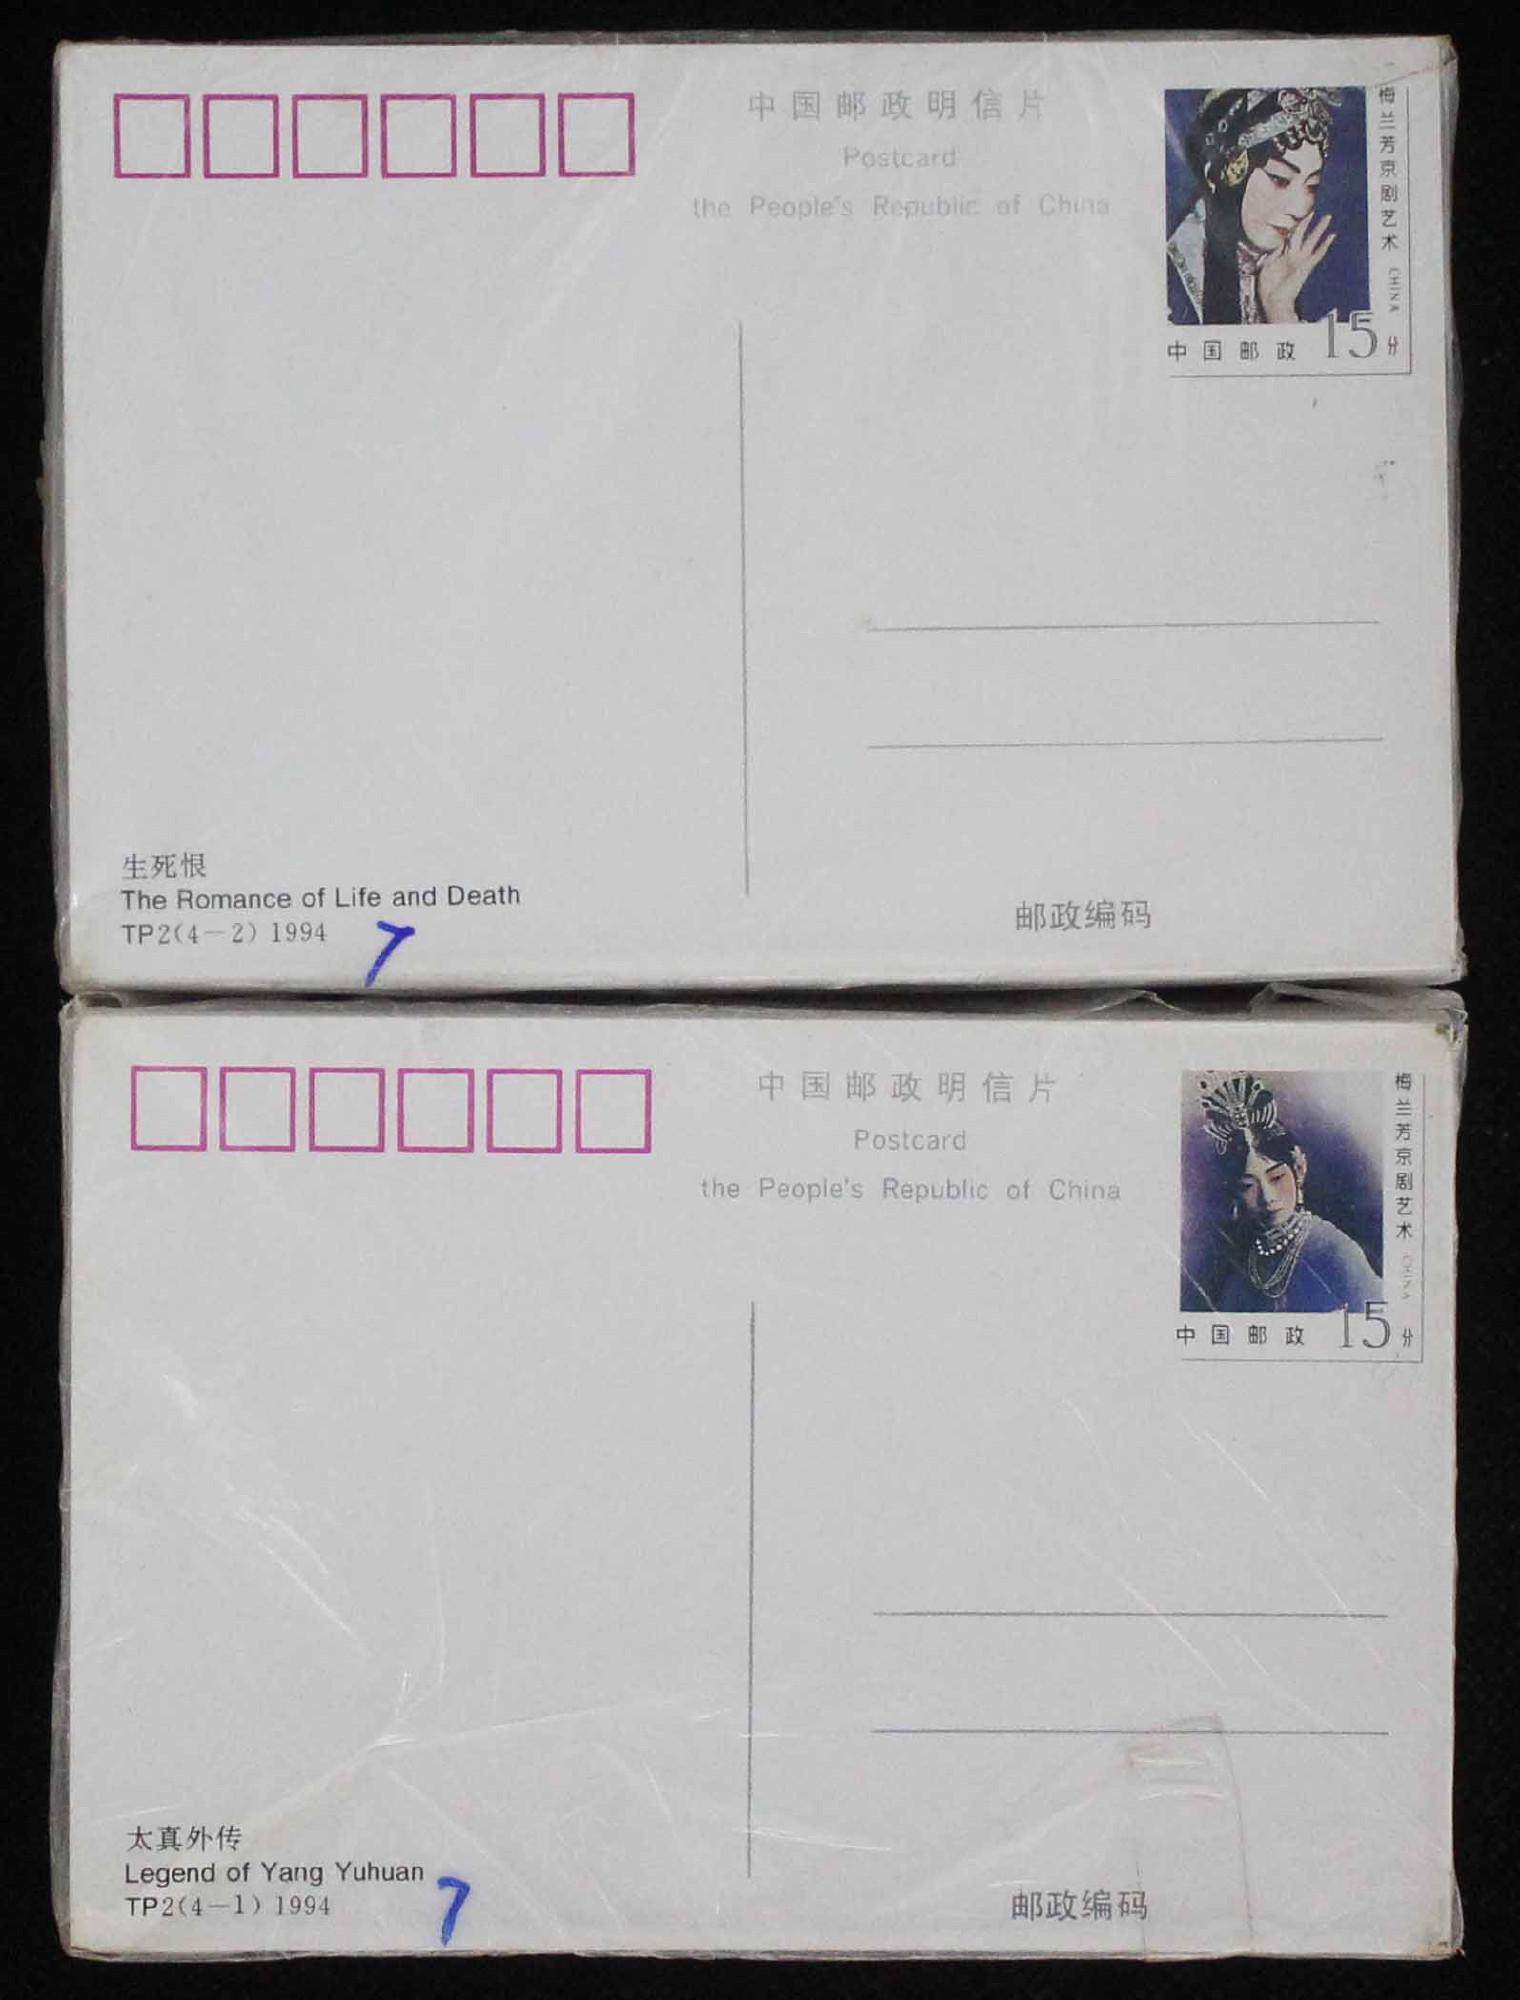 中国邮政明信片
Postcard
the People's Republic of China
梅兰芳京剧艺术 CHINA
中国邮政 15分
生死恨
The Romance of Life and Death
TP2(4-2) 1994
7
邮政编码
中国邮政明信片
Postcard
the People's Republic of China
梅兰芳京剧艺术 CHINA
中国邮政 15分
太真外传
Legend of Yang Yuhuan
TP2(4-1) 1994
7
邮政编码